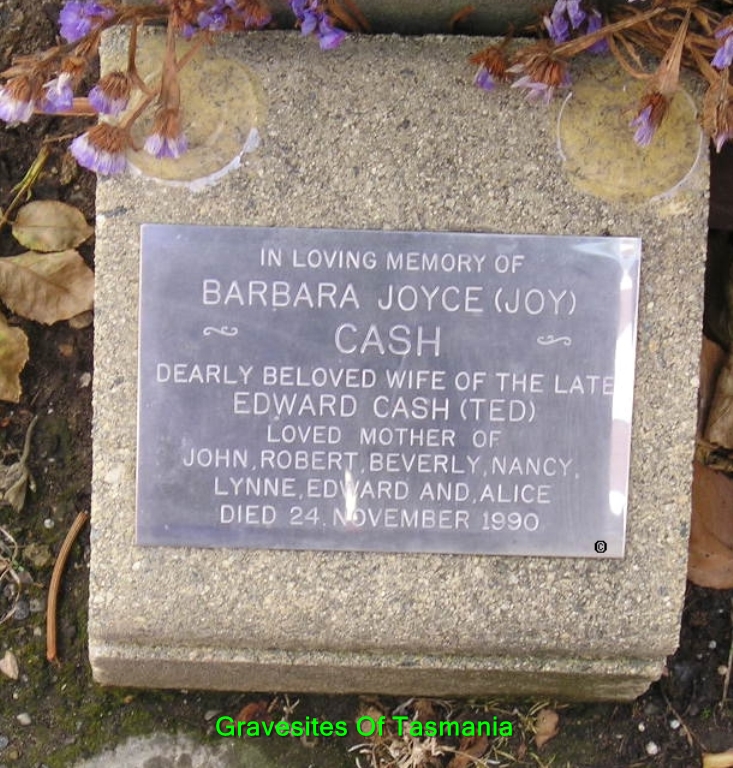 IN LOVING MEMORY OF
BARBARA JOYCE (JOY)
CASH
DEARLY BELOVED WIFE OF THE LATE
EDWARD CASH (TED)
LOVED MOTHER OF
JOHN, ROBERT, BEVERLY, NANCY,
LYNNE, EDWARD AND, ALICE
DIED 24 NOVEMBER 1990
©
Gravesites Of Tasmania